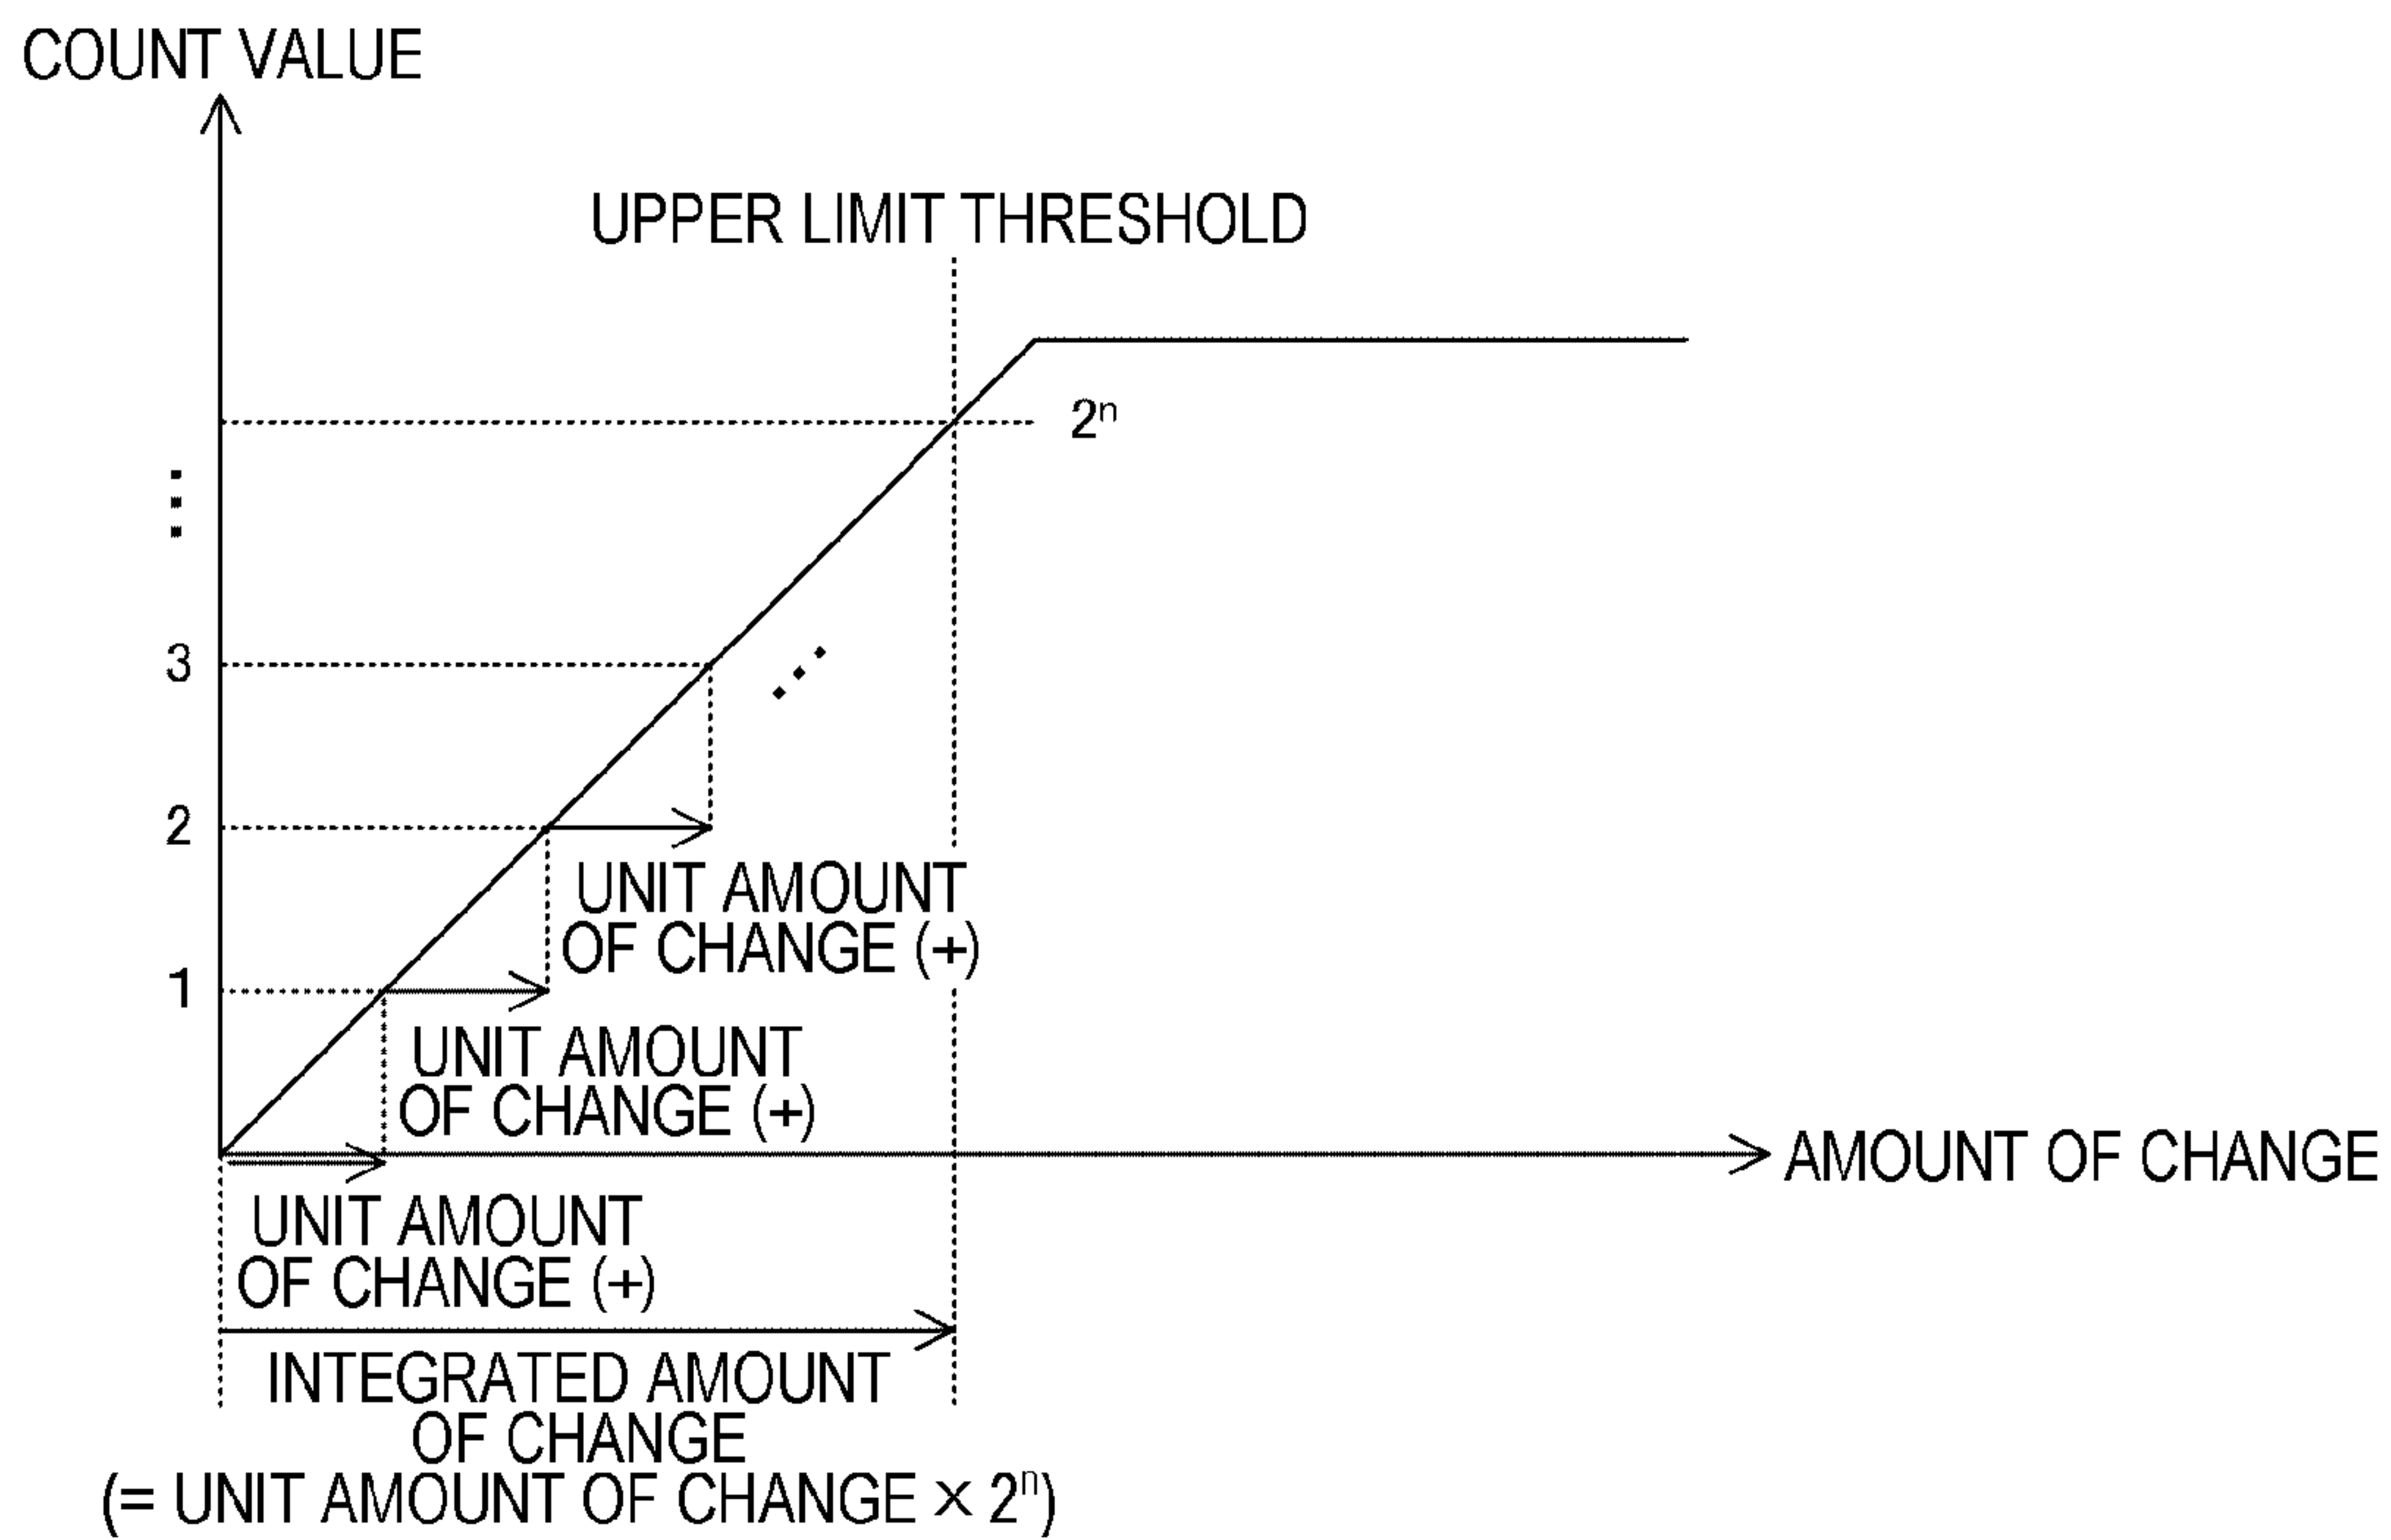 COUNT VALUE
UPPER LIMIT THRESHOLD
2ⁿ
⋮
3
⋰
2
UNIT AMOUNT
OF CHANGE (+)
1
UNIT AMOUNT
OF CHANGE (+)
AMOUNT OF CHANGE
UNIT AMOUNT
OF CHANGE (+)
INTEGRATED AMOUNT
OF CHANGE
(= UNIT AMOUNT OF CHANGE × 2ⁿ)